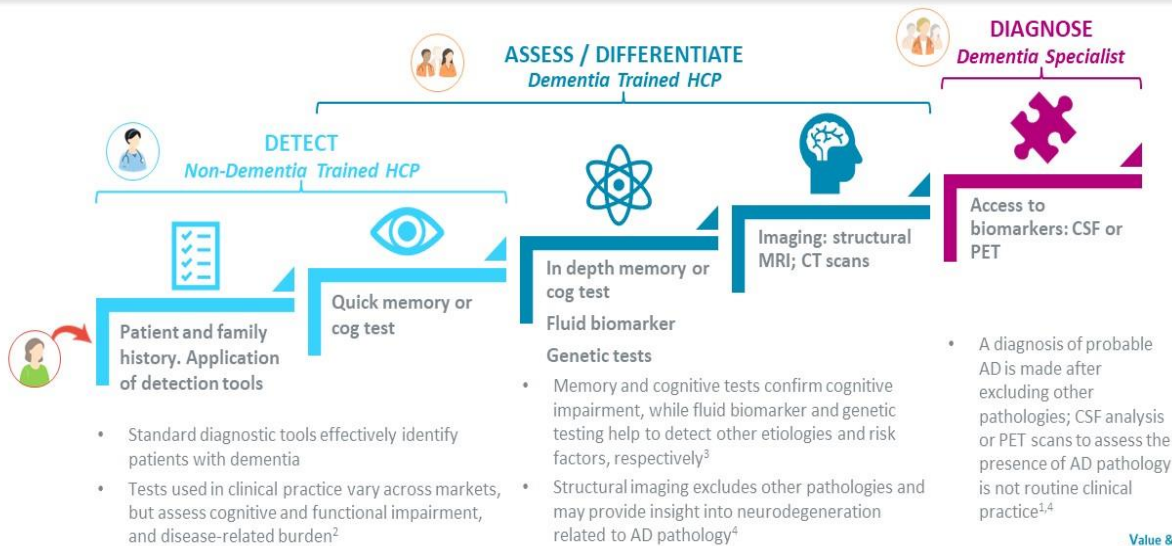 DETECT
Non-Dementia Trained HCP
ASSESS / DIFFERENTIATE
Dementia Trained HCP
DIAGNOSE
Dementia Specialist
Patient and family
history. Application
of detection tools
Quick memory or
cog test
In depth memory or
cog test
Fluid biomarker
Genetic tests
Imaging: structural
MRI; CT scans
Access to
biomarkers: CSF or
PET
• Standard diagnostic tools effectively identify
patients with dementia
• Tests used in clinical practice vary across markets,
but assess cognitive and functional impairment,
and disease-related burden²
• Memory and cognitive tests confirm cognitive
impairment, while fluid biomarker and genetic
testing help to detect other etiologies and risk
factors, respectively³
• Structural imaging excludes other pathologies and
may provide insight into neurodegeneration
related to AD pathology⁴
• A diagnosis of probable
AD is made after
excluding other
pathologies; CSF analysis
or PET scans to assess the
presence of AD pathology
is not routine clinical
practice¹,⁴
Value &